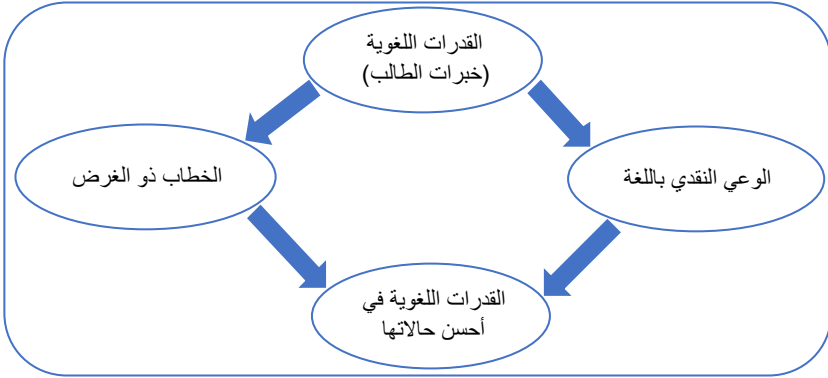 القدرات اللغوية
(خبرات الطالب)
الوعي النقدي باللغة
الخطاب ذو الغرض
القدرات اللغوية في
أحسن حالاتها